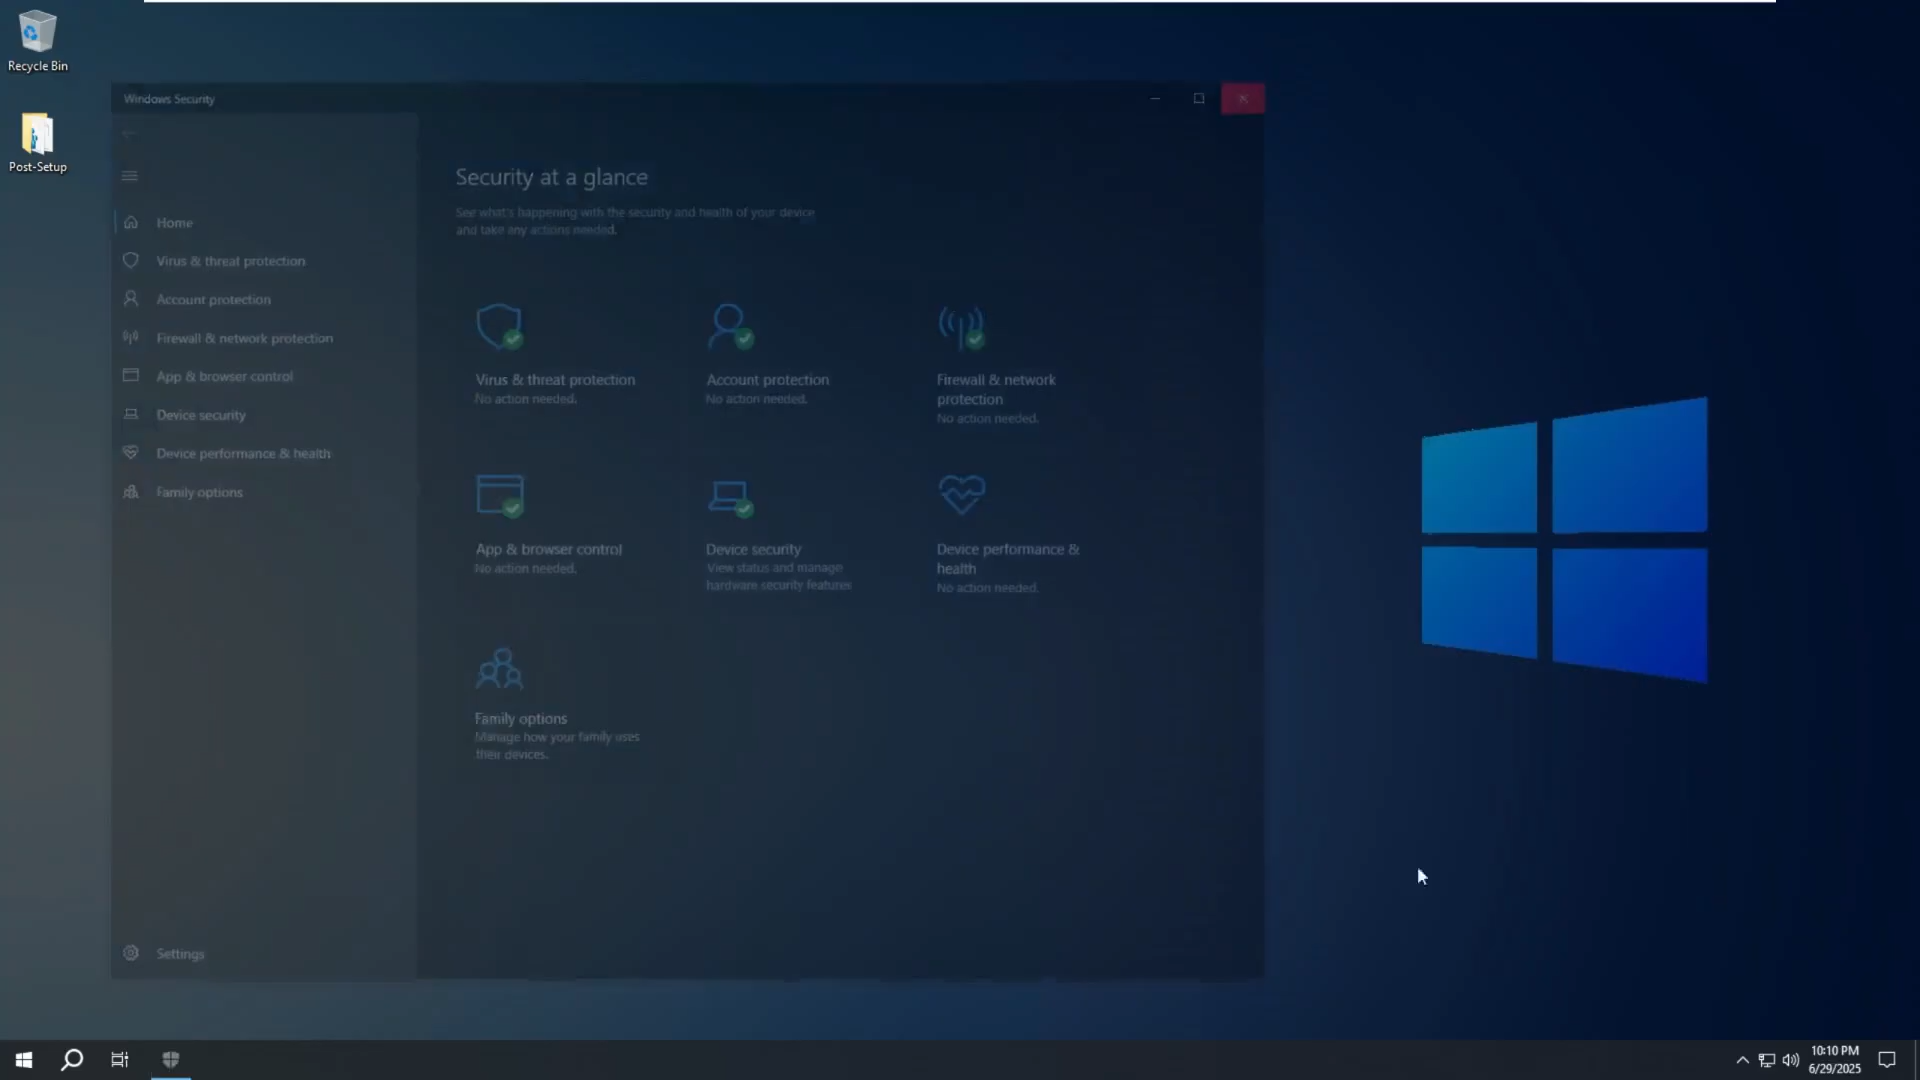 Recycle Bin
Post-Setup
Windows Security
Home
Virus & threat protection
Account protection
Firewall & network protection
App & browser control
Device security
Device performance & health
Family options
Settings
Security at a glance
See what's happening with the security and health of your device
and take any actions needed.
Virus & threat protection
No action needed.
Account protection
No action needed.
Firewall & network
protection
No action needed.
App & browser control
No action needed.
Device security
View status and manage
hardware security features
Device performance &
health
No action needed.
Family options
Manage how your family uses
their devices.
10:10 PM
6/29/2025